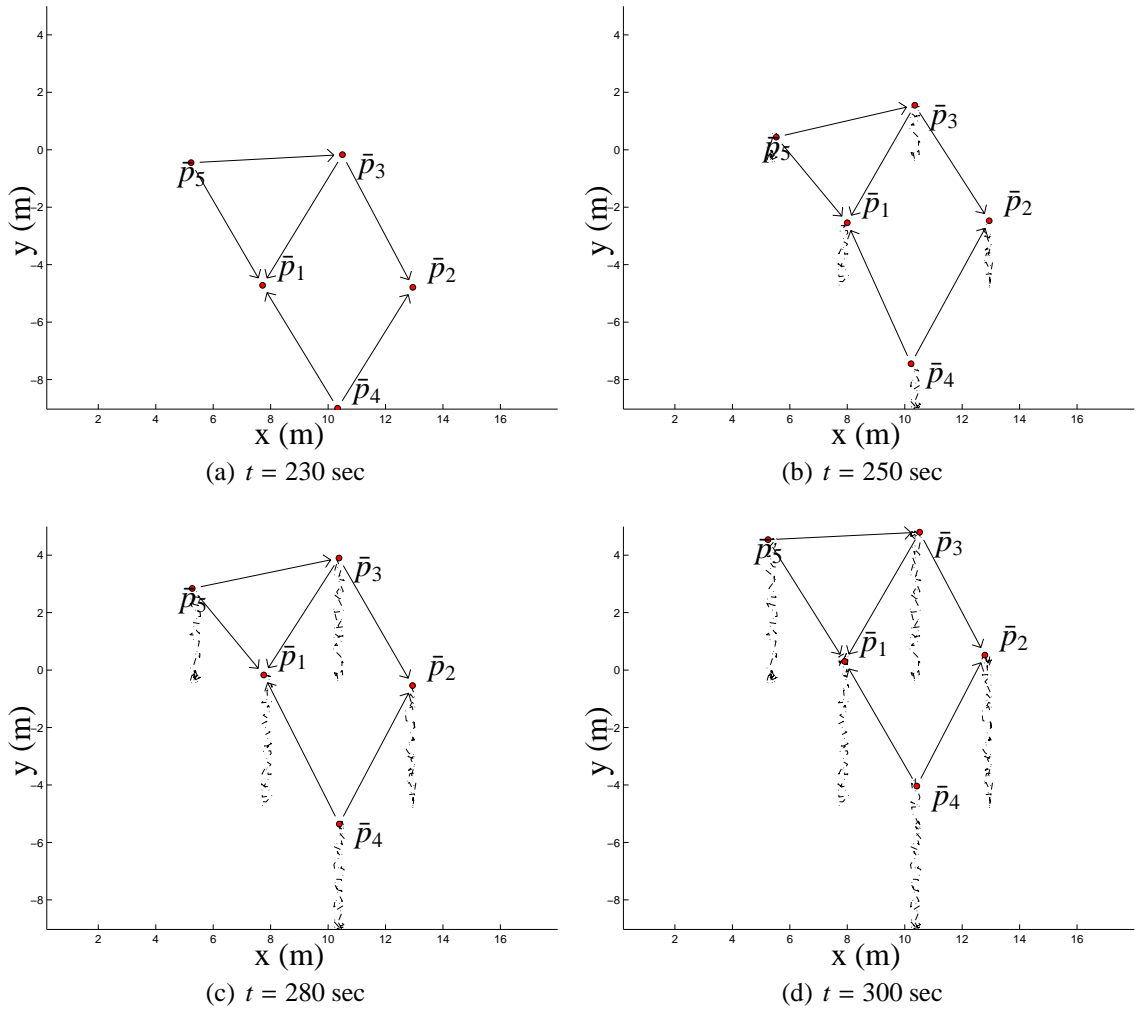 4
2
0
−2
−4
−6
−8
y (m)
p̄5
p̄3
p̄1
p̄2
p̄4
2 4 6 8 10 12 14 16
x (m)
(a) t = 230 sec
4
2
0
−2
−4
−6
−8
y (m)
p̄3
p̄5
p̄1
p̄2
p̄4
2 4 6 8 10 12 14 16
x (m)
(b) t = 250 sec
4
2
0
−2
−4
−6
−8
y (m)
p̄3
p̄5
p̄1
p̄2
p̄4
2 4 6 8 10 12 14 16
x (m)
(c) t = 280 sec
4
2
0
−2
−4
−6
−8
y (m)
p̄5
p̄3
p̄1
p̄2
p̄4
2 4 6 8 10 12 14 16
x (m)
(d) t = 300 sec